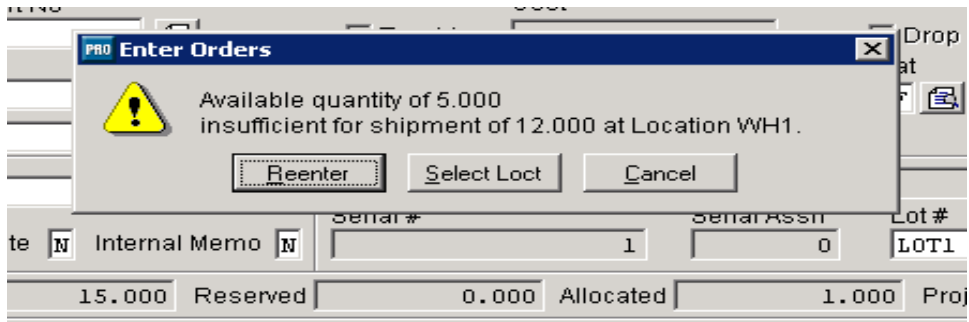 PRO Enter Orders
Drop
Available quantity of 5.000
insufficient for shipment of 12.000 at Location WH1.
Reenter Select Loct Cancel
Serial # Serial Assn Lot #
te N Internal Memo N 1 0 LOT1
15.000 Reserved 0.000 Allocated 1.000 Proj